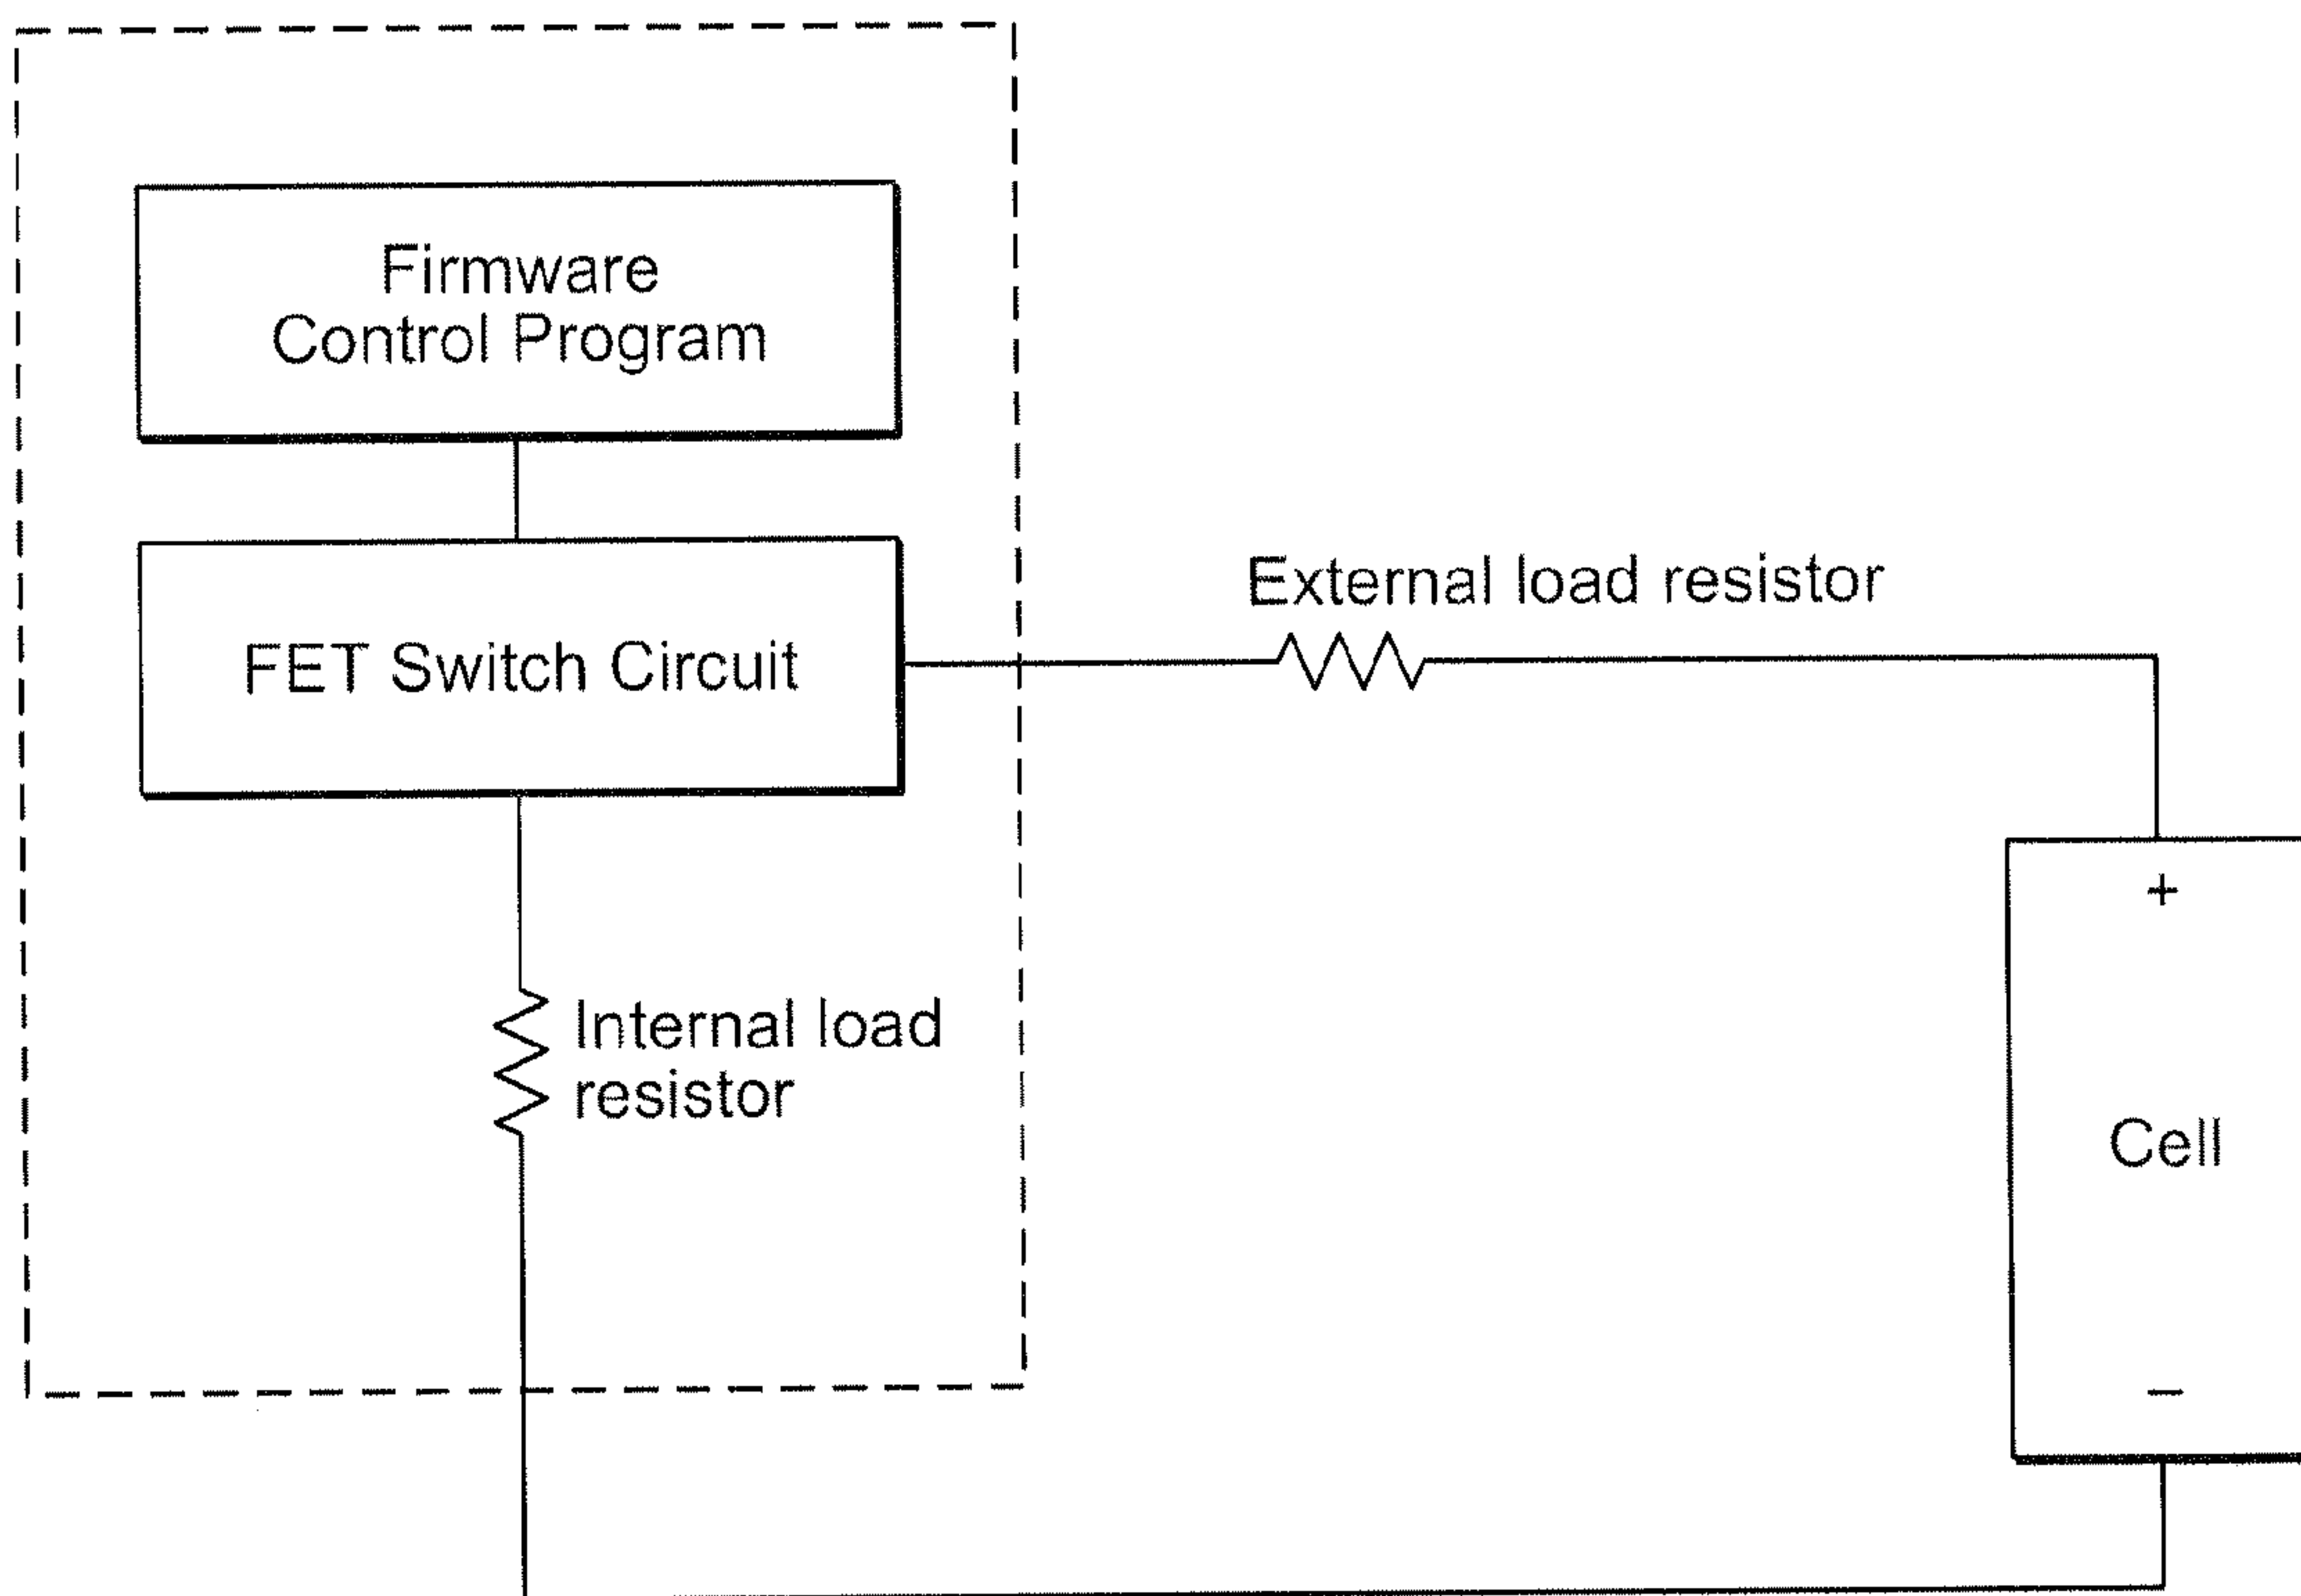 Firmware
Control Program
FET Switch Circuit
External load resistor
Internal load
resistor
+
Cell
−